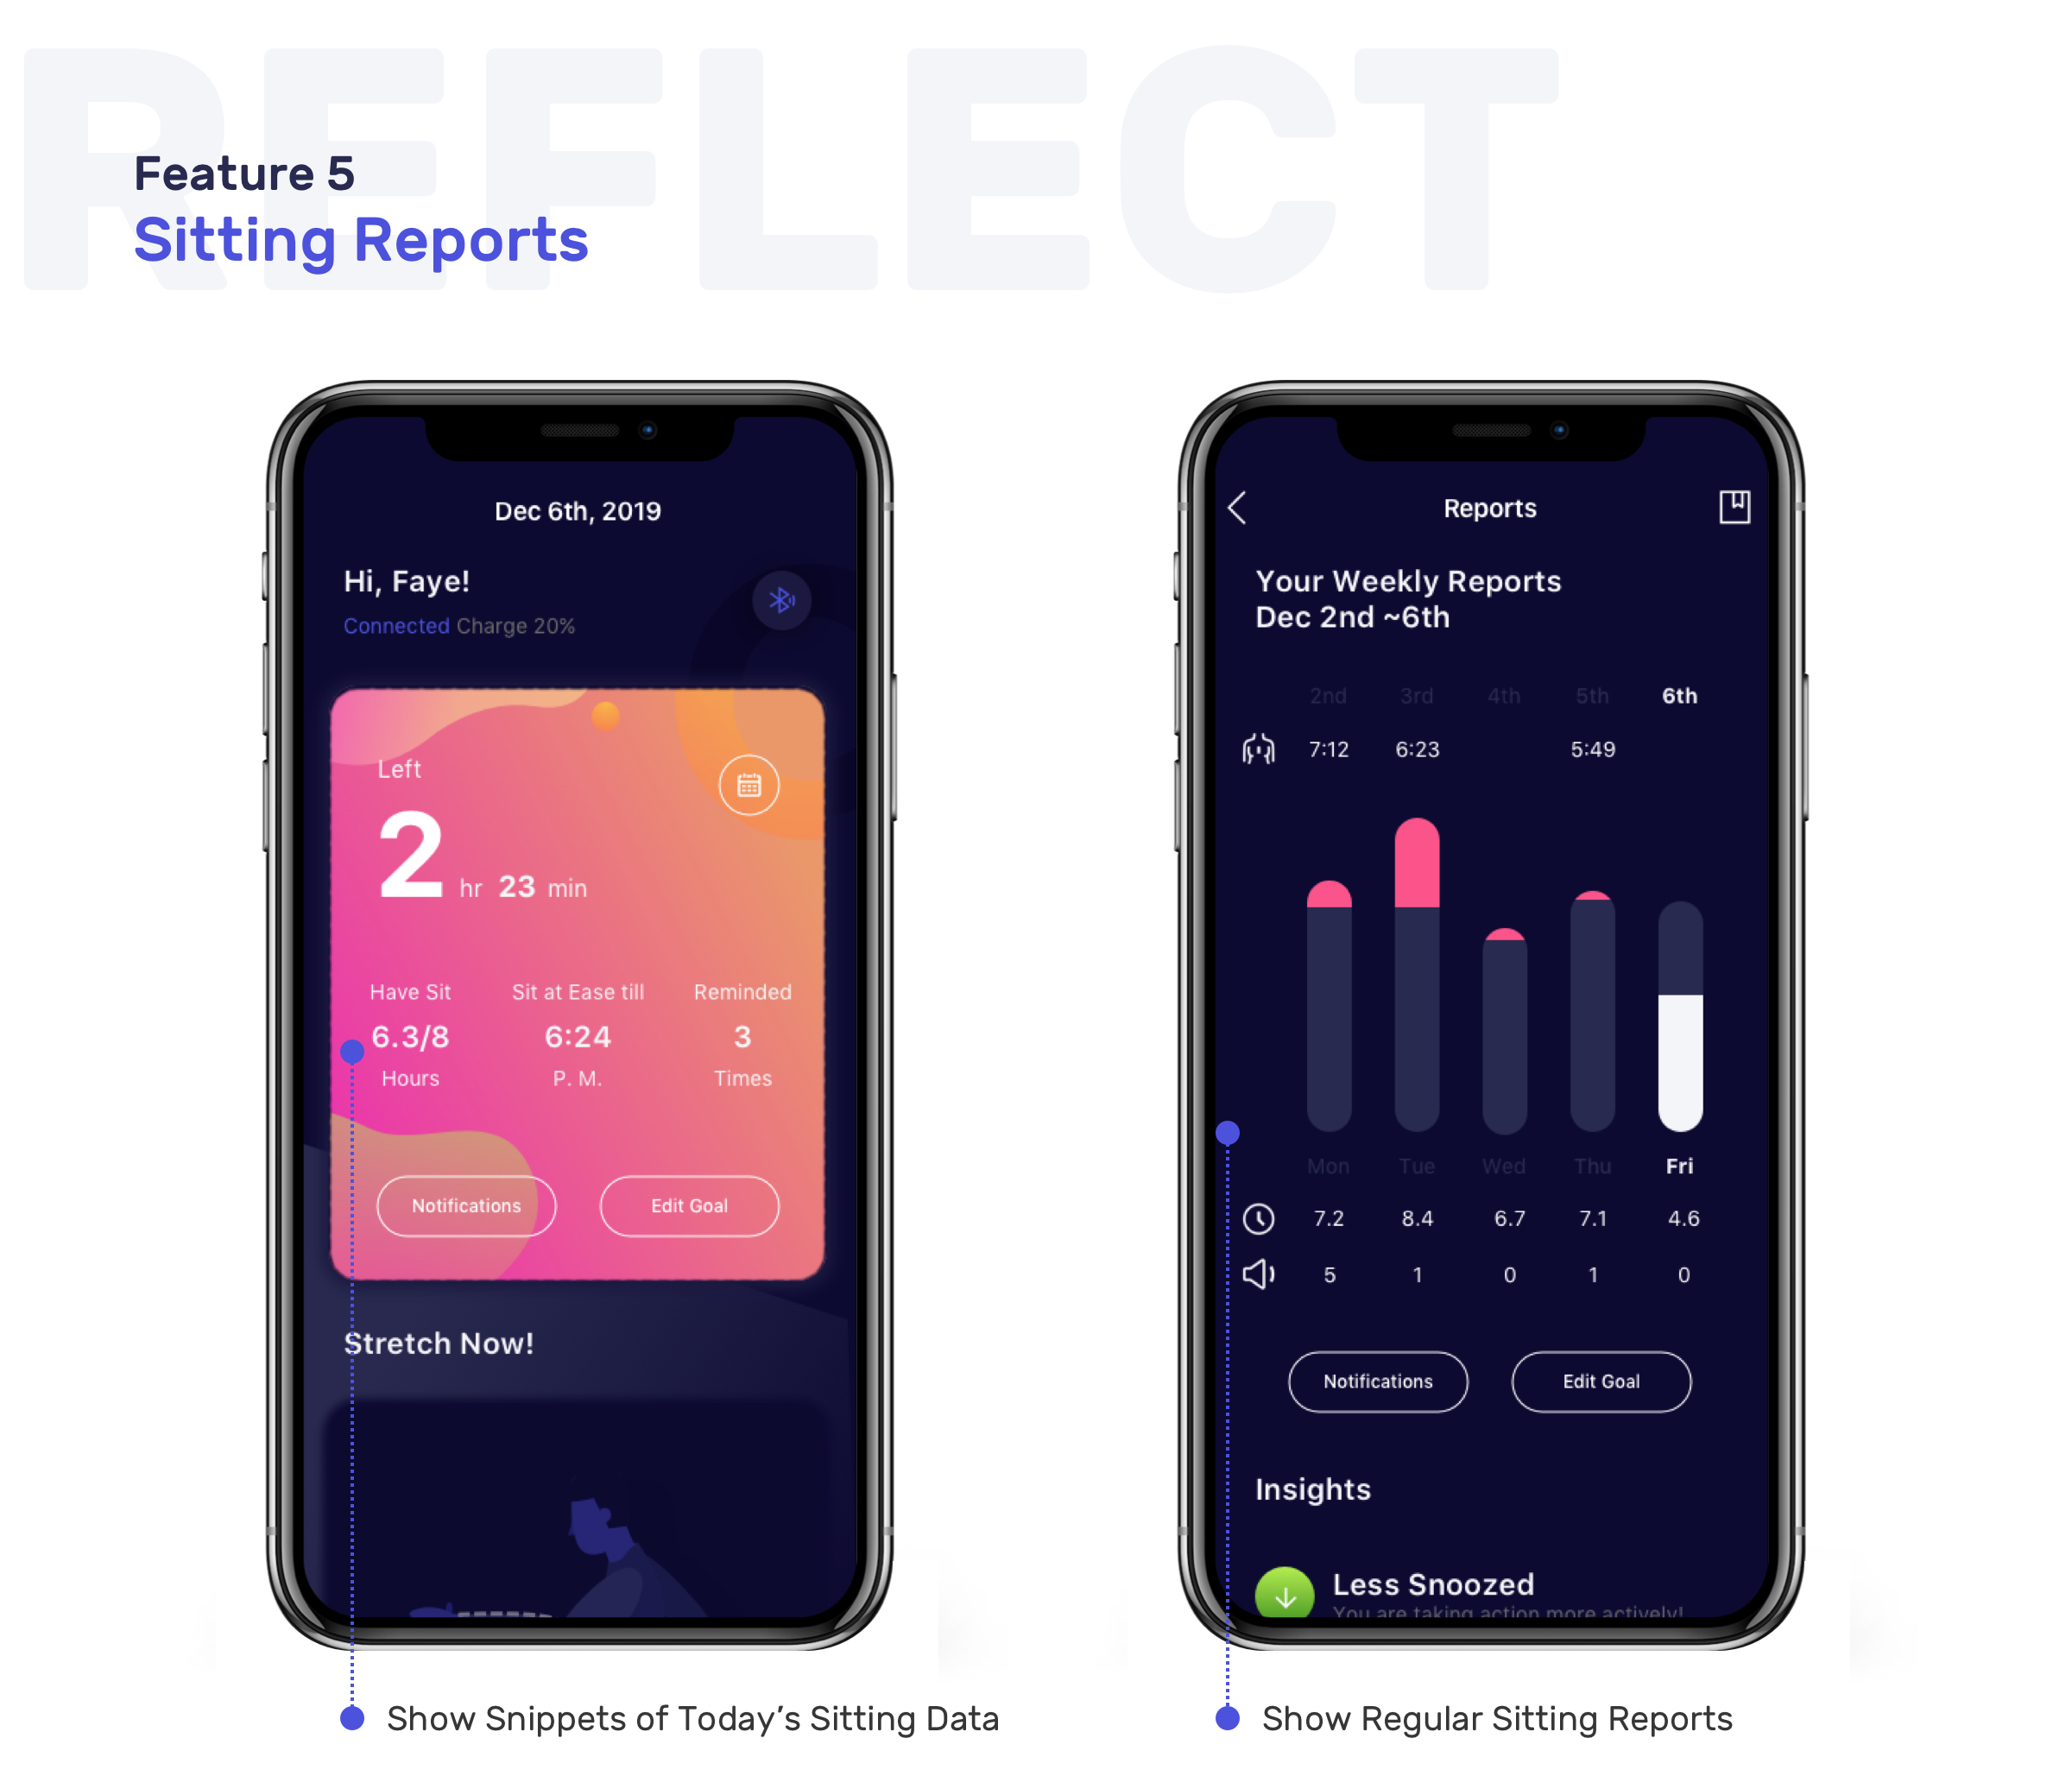 REFLECT
Feature 5
Sitting Reports
Dec 6th, 2019
Hi, Faye!
Connected Charge 20%
Left
2 hr 23 min
Have Sit Sit at Ease till Reminded
6.3/8 6:24 3
Hours P. M. Times
Notifications Edit Goal
Stretch Now!
Show Snippets of Today's Sitting Data
Reports
Your Weekly Reports
Dec 2nd ~6th
2nd 3rd 4th 5th 6th
7:12 6:23 5:49
Mon Tue Wed Thu Fri
7.2 8.4 6.7 7.1 4.6
5 1 0 1 0
Notifications Edit Goal
Insights
Less Snoozed
You are taking action more actively!
Show Regular Sitting Reports